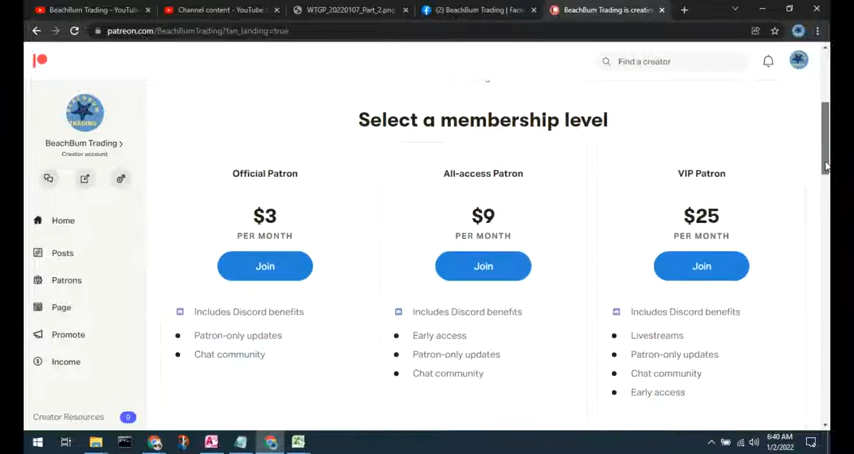 BeachBum Trading - YouTu
Channel content - YouTube
WTGP_20220107_Part_2.png
(2) BeachBum Trading | Fac
BeachBum Trading is creatin
patreon.com/BeachBumTrading?fan_landing=true
Find a creator
BEACHBUM
TRADING
BeachBum Trading
Creator account
Home
Posts
Patrons
Page
Promote
Income
Creator Resources 9
Select a membership level
Official Patron
$3
PER MONTH
Join
Includes Discord benefits
Patron-only updates
Chat community
All-access Patron
$9
PER MONTH
Join
Includes Discord benefits
Early access
Patron-only updates
Chat community
VIP Patron
$25
PER MONTH
Join
Includes Discord benefits
Livestreams
Patron-only updates
Chat community
Early access
6:40 AM
1/2/2022